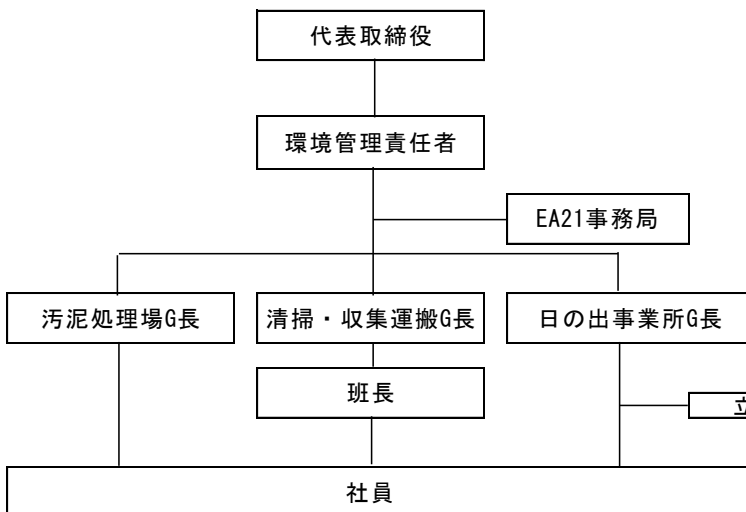 代表取締役
環境管理責任者
EA21事務局
汚泥処理場G長
清掃・収集運搬G長
日の出事業所G長
班長
立
社員